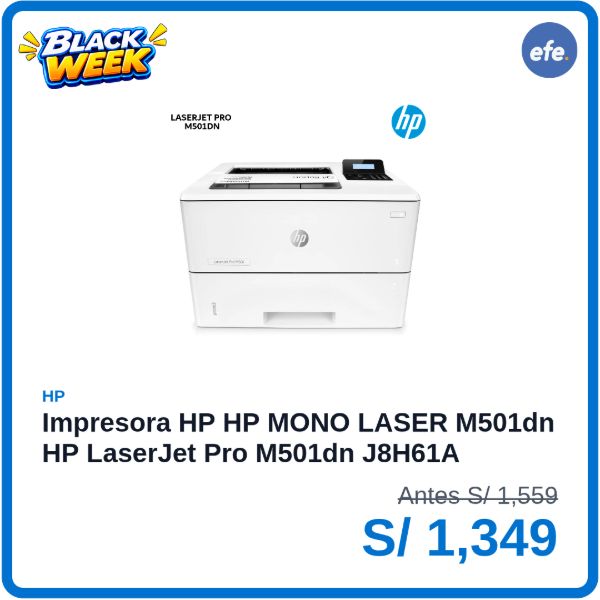 BLACK
WEEK
efe.
LASERJET PRO
M501DN
hp
hp
HP
Impresora HP HP MONO LASER M501dn
HP LaserJet Pro M501dn J8H61A
Antes S/ 1,559
S/ 1,349